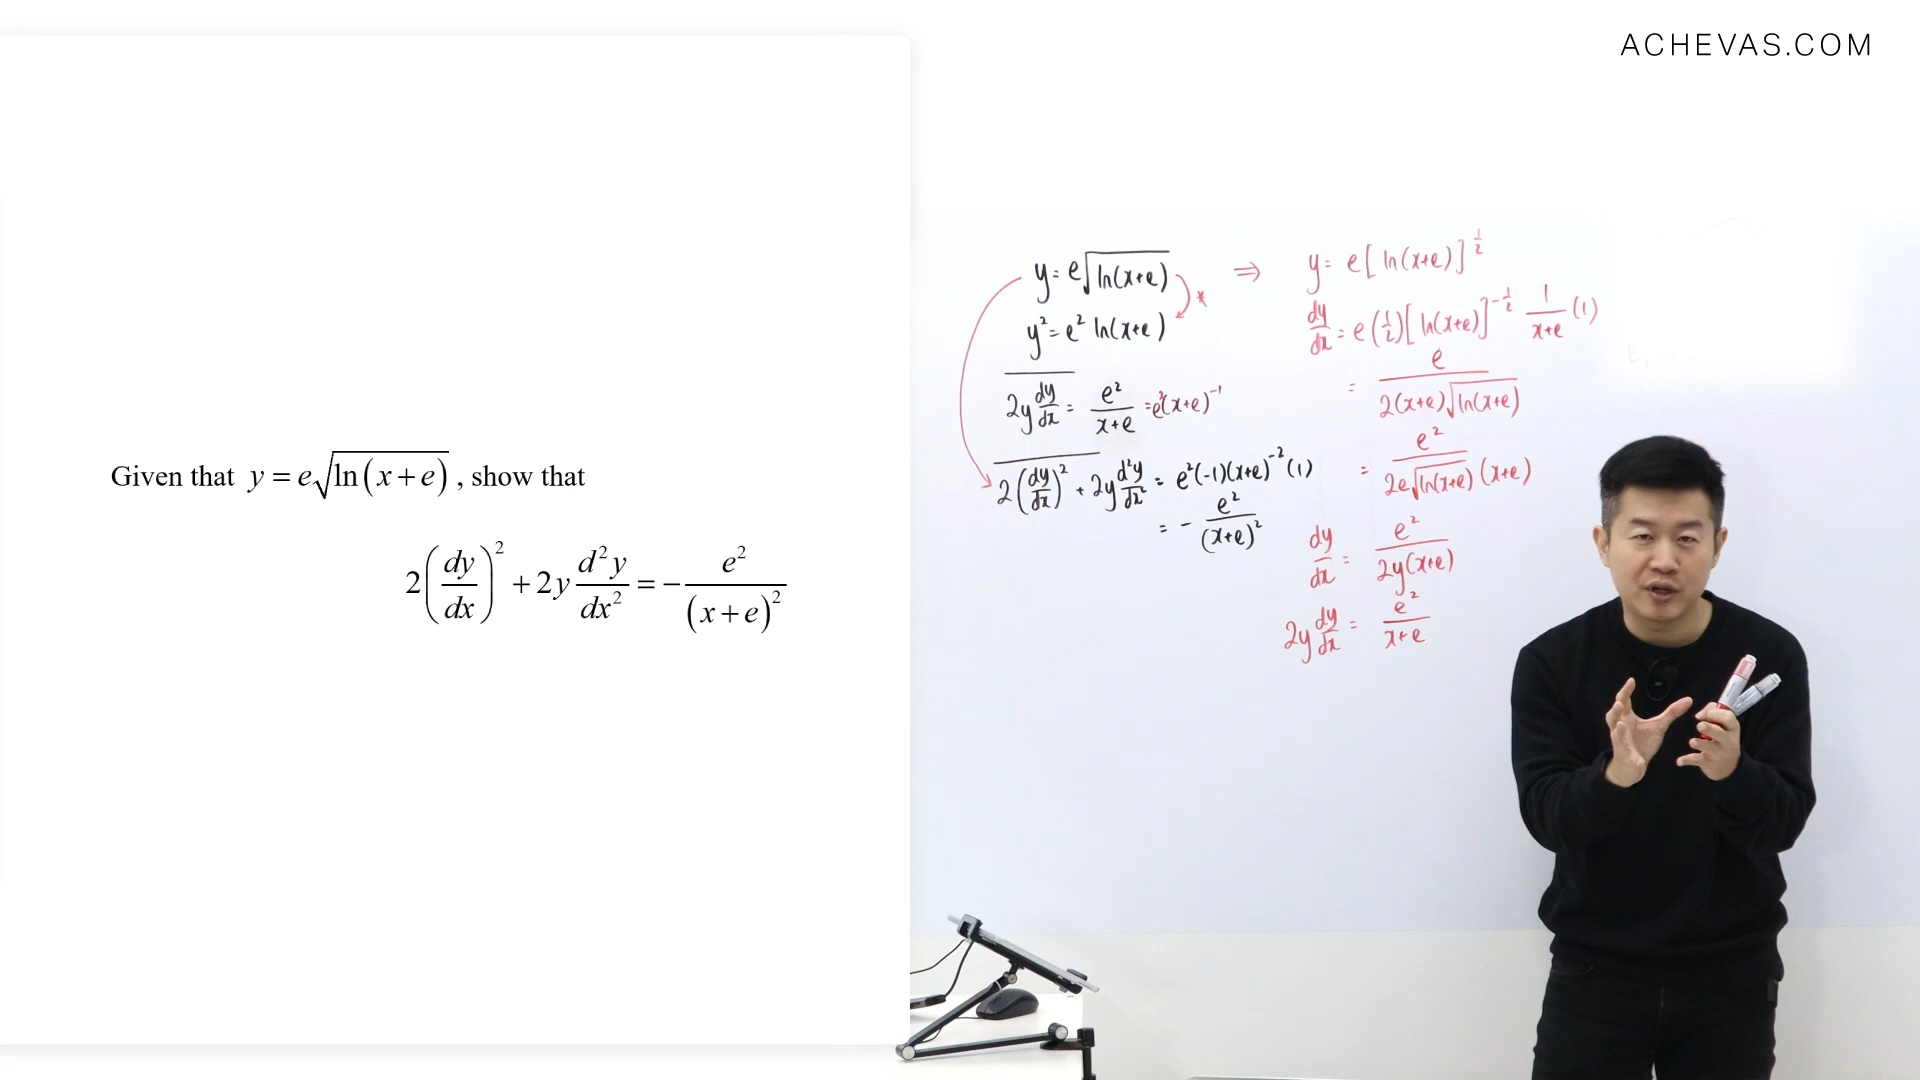 ACHEVAS.COM
Given that y = e√(ln(x+e)), show that
2(dy/dx)² + 2y d²y/dx² = − e²/(x+e)²
y = e√(ln(x+e)) *
y² = e² ln(x+e)
2y dy/dx = e²/(x+e) = e²(x+e)⁻¹
2(dy/dx)² + 2y d²y/dx² = e²(-1)(x+e)⁻²(1)
= − e²/(x+e)²
⇒ y = e[ln(x+e)]^(1/2)
dy/dx = e(1/2)[ln(x+e)]^(-1/2) 1/(x+e) (1)
= e/(2(x+e)√(ln(x+e)))
= e²/(2e√(ln(x+e)) (x+e))
dy/dx = e²/(2y(x+e))
2y dy/dx = e²/(x+e)